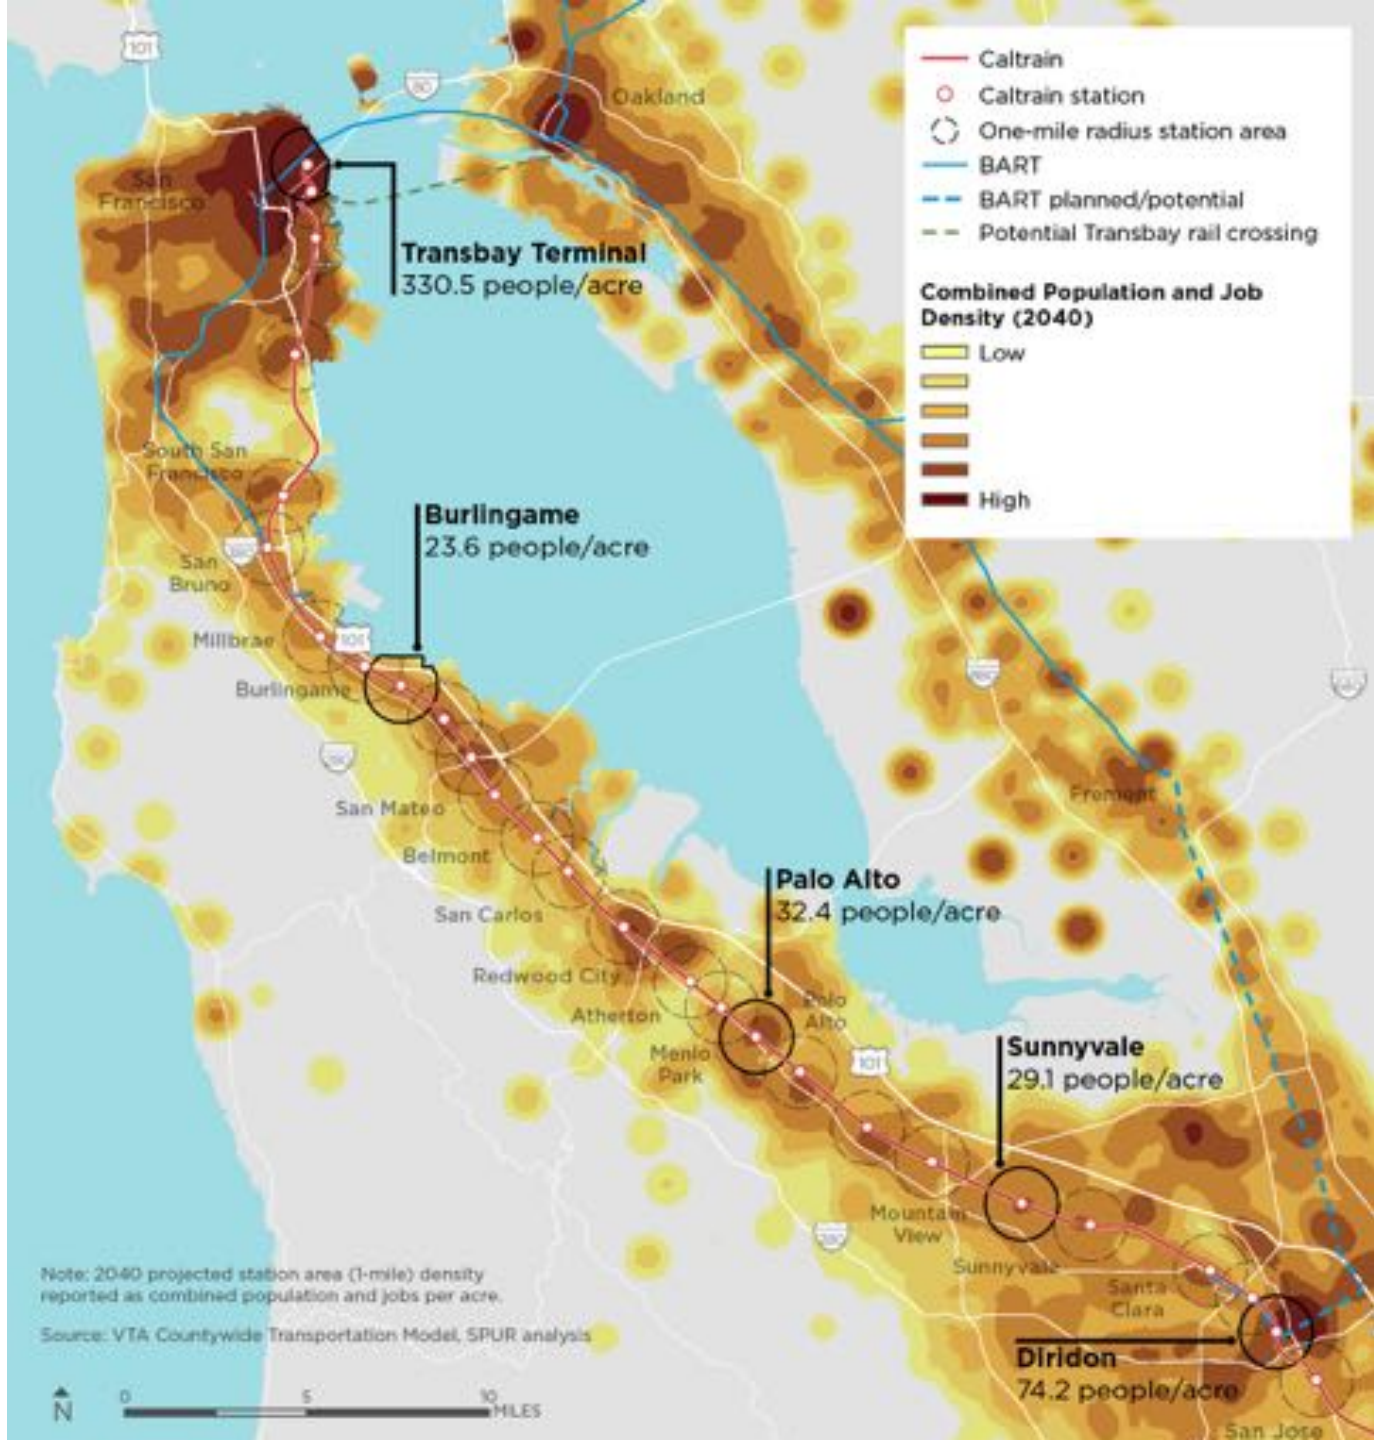 101
80
Oakland
San
Francisco
Transbay Terminal
330.5 people/acre
Caltrain
Caltrain station
One-mile radius station area
BART
BART planned/potential
Potential Transbay rail crossing
Combined Population and Job
Density (2040)
Low
High
South San
Francisco
Burlingame
23.6 people/acre
San
Bruno
Millbrae
101
Burlingame
280
San Mateo
Belmont
San Carlos
Redwood City
Atherton
Menlo
Park
Fremont
Palo Alto
32.4 people/acre
Palo
Alto
101
Sunnyvale
29.1 people/acre
Mountain
View
Sunnyvale
Santa
Clara
280
Diridon
74.2 people/acre
San Jose
Note: 2040 projected station area (1-mile) density
reported as combined population and jobs per acre.
Source: VTA Countywide Transportation Model, SPUR analysis
N
0 5 10
MILES